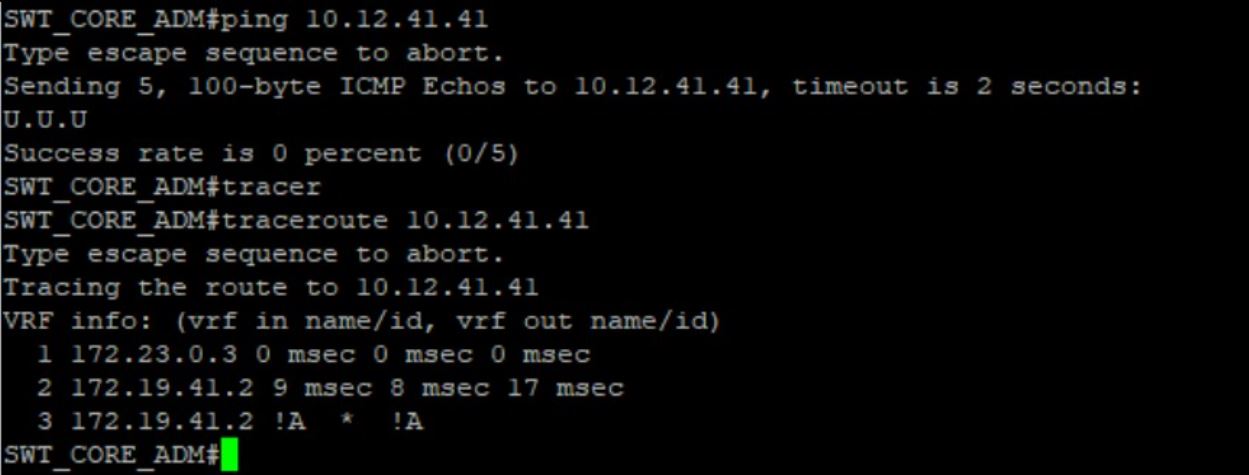 SWT_CORE_ADM#ping 10.12.41.41
Type escape sequence to abort.
Sending 5, 100-byte ICMP Echos to 10.12.41.41, timeout is 2 seconds:
U.U.U
Success rate is 0 percent (0/5)
SWT_CORE_ADM#tracer
SWT_CORE_ADM#traceroute 10.12.41.41
Type escape sequence to abort.
Tracing the route to 10.12.41.41
VRF info: (vrf in name/id, vrf out name/id)
  1 172.23.0.3 0 msec 0 msec 0 msec
  2 172.19.41.2 9 msec 8 msec 17 msec
  3 172.19.41.2 !A  *  !A
SWT_CORE_ADM#